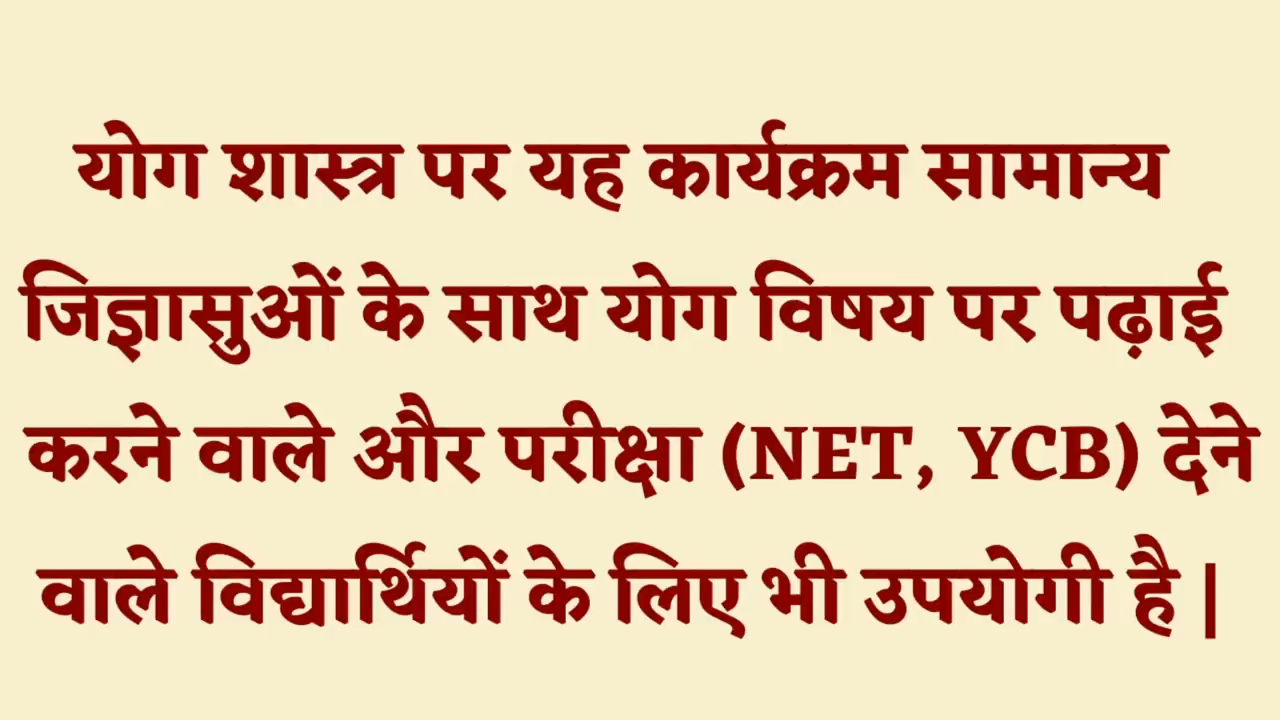 योग शास्त्र पर यह कार्यक्रम सामान्य
जिज्ञासुओं के साथ योग विषय पर पढ़ाई
करने वाले और परीक्षा (NET, YCB) देने
वाले विद्यार्थियों के लिए भी उपयोगी है |